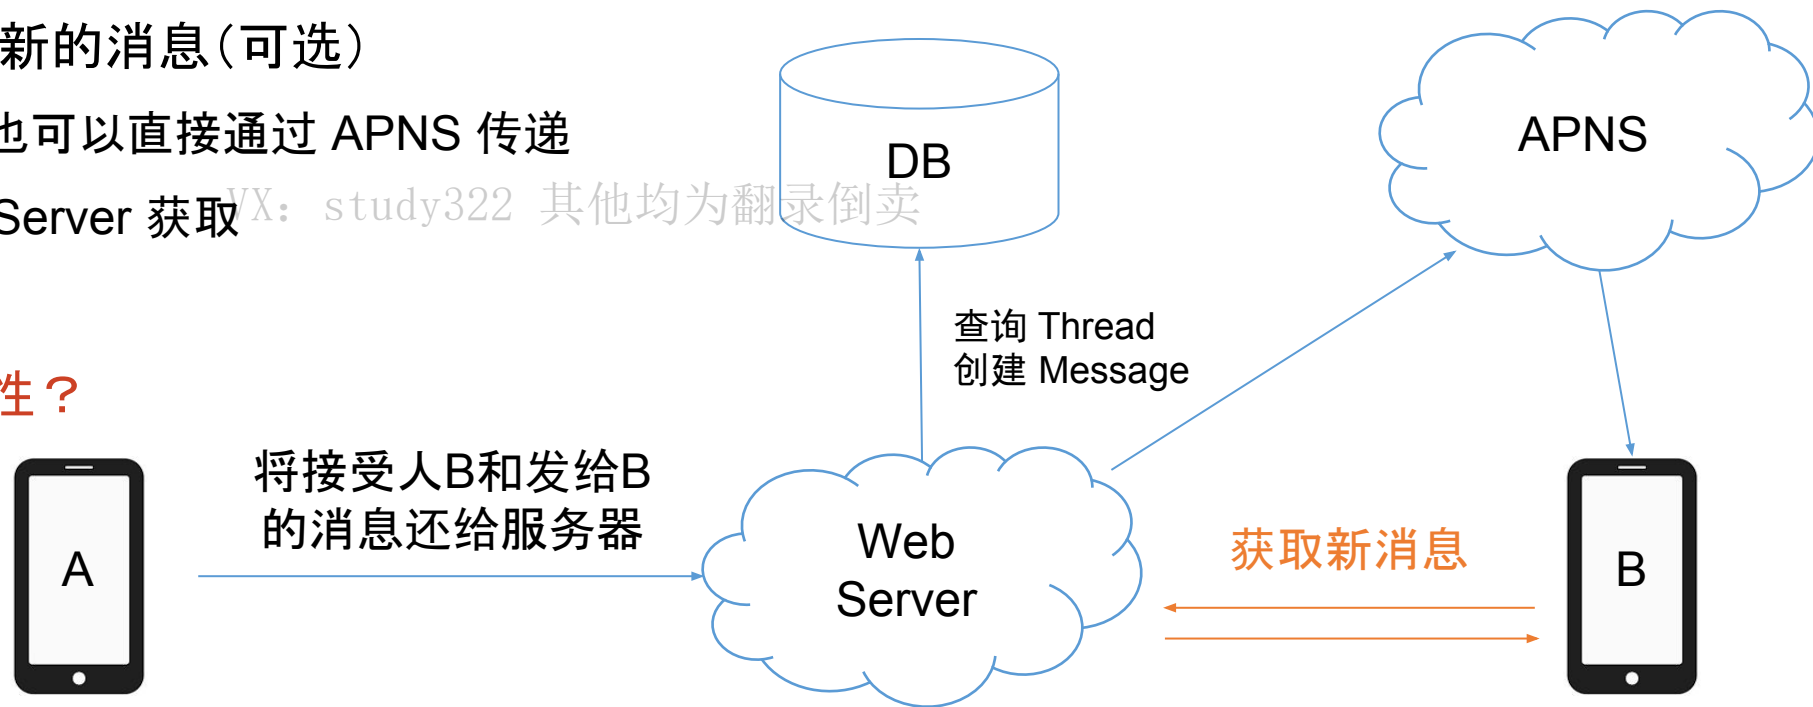 新的消息(可选)
也可以直接通过 APNS 传递
Server 获取
VX: study322 其他均为翻录倒卖
性？
DB
APNS
查询 Thread
创建 Message
将接受人B和发给B
的消息还给服务器
A
Web
Server
获取新消息
B